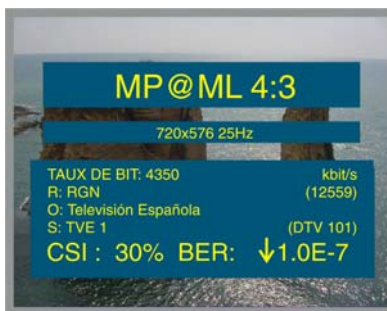 MP@ML 4:3
720x576 25Hz
TAUX DE BIT: 4350 kbit/s
R: RGN (12559)
O: Televisión Española
S: TVE 1 (DTV 101)
CSI : 30% BER: ↓1.0E-7